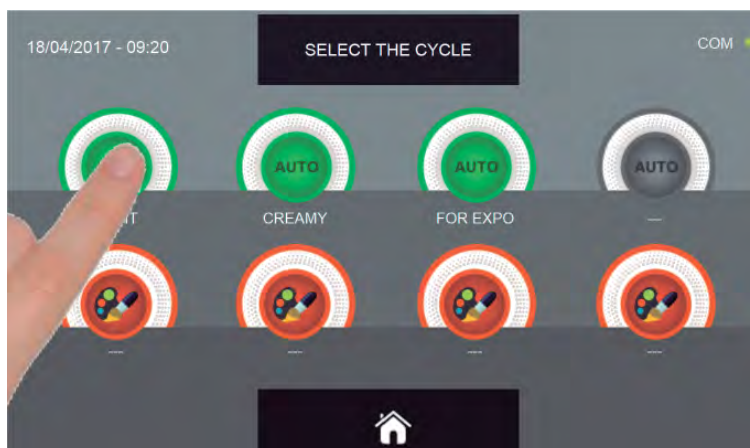 18/04/2017 - 09:20
SELECT THE CYCLE
COM
AUTO
AUTO
AUTO
CREAMY
FOR EXPO
---
---
---
---
---